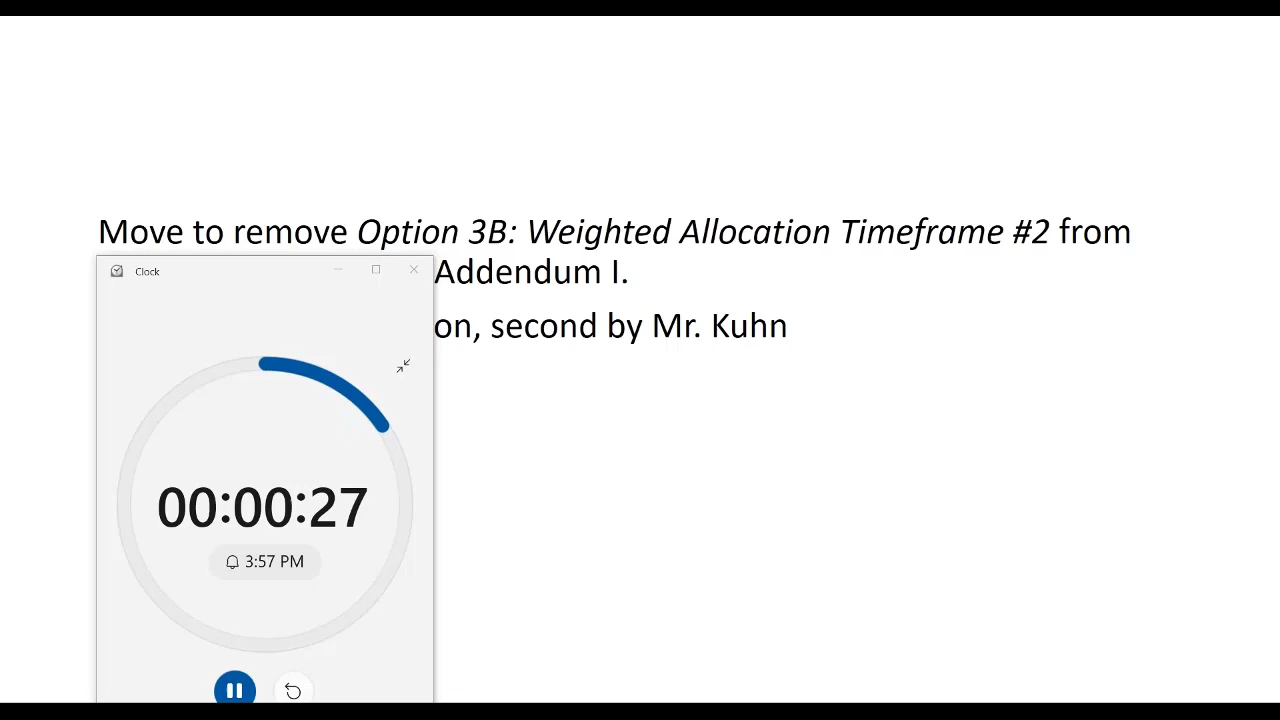 Move to remove Option 3B: Weighted Allocation Timeframe #2 from
Clock
Addendum I.
on, second by Mr. Kuhn
00:00:27
3:57 PM